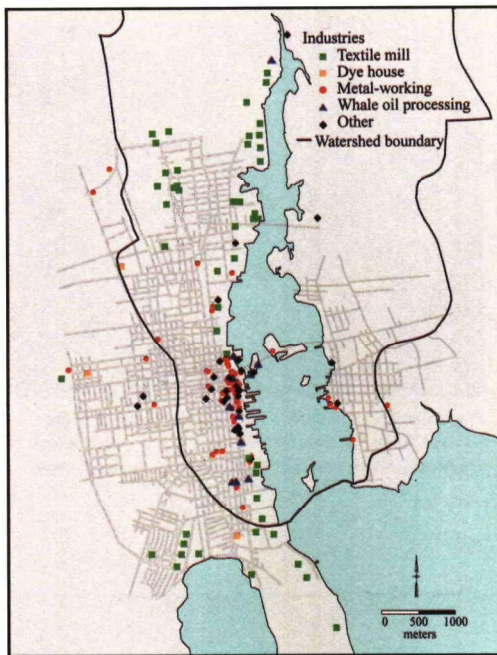 Industries
Textile mill
Dye house
Metal-working
Whale oil processing
Other
Watershed boundary
0 500 1000
meters